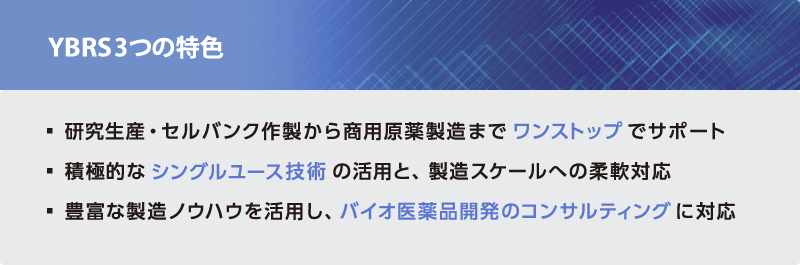 YBRS 3つの特色
▪ 研究生産・セルバンク作製から商用原薬製造まで ワンストップ でサポート
▪ 積極的な シングルユース技術 の活用と、製造スケールへの柔軟対応
▪ 豊富な製造ノウハウを活用し、バイオ医薬品開発のコンサルティング に対応